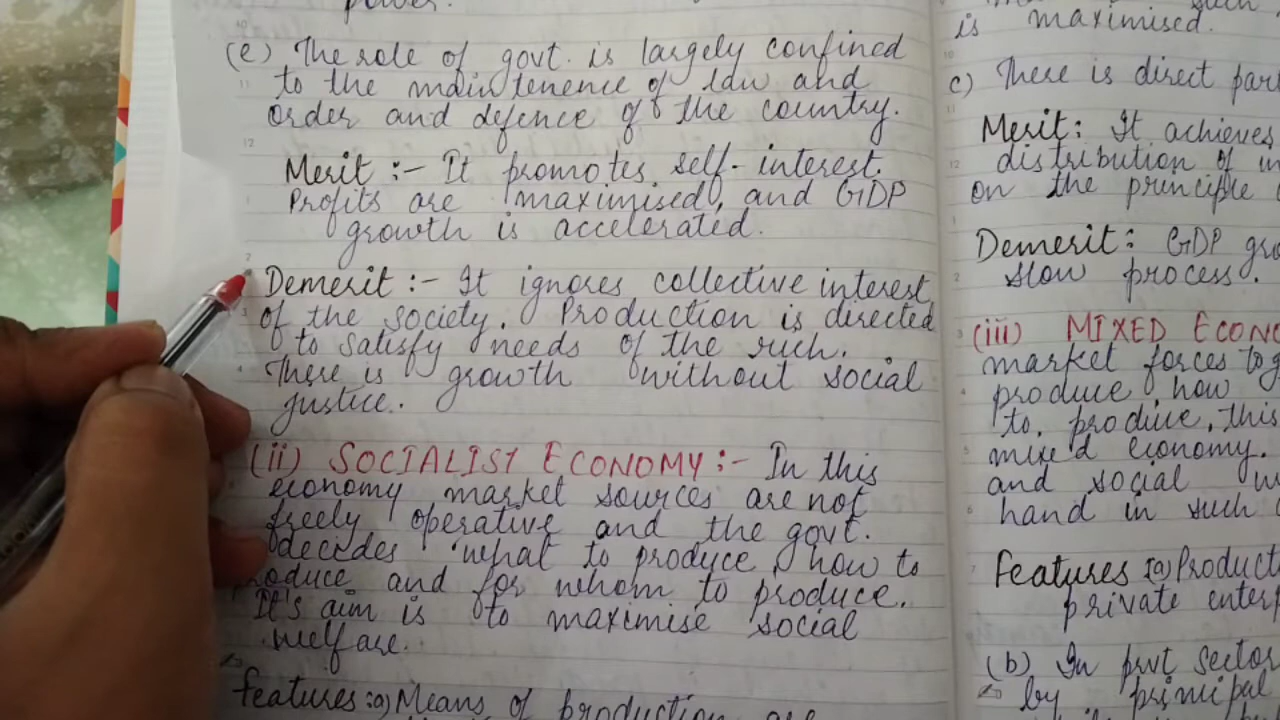 power.
(e) The role of govt. is largely confined
to the maintenence of law and
order and defence of the country.
Merit :- It promotes self-interest.
Profits are maximised, and GDP
growth is accelerated.
Demerit :- It ignores collective interest
of the society. Production is directed
to satisfy needs of the rich.
There is growth without social
justice.
(ii) SOCIALIST ECONOMY :- In this
economy market sources are not
freely operative and the govt.
decides what to produce, how to
produce and for whom to produce.
It's aim is to maximise social
welfare.
features :a) Means of production are
is maximised.
c) There is direct
Merit: It achieves
distribution of
on the principle
Demerit: GDP
slow process.
(iii) MIXED
market forces
produce, how
to produce, this
mixed economy.
and social
hand in such
features :a)
private
(b) In prvt sector
by principal